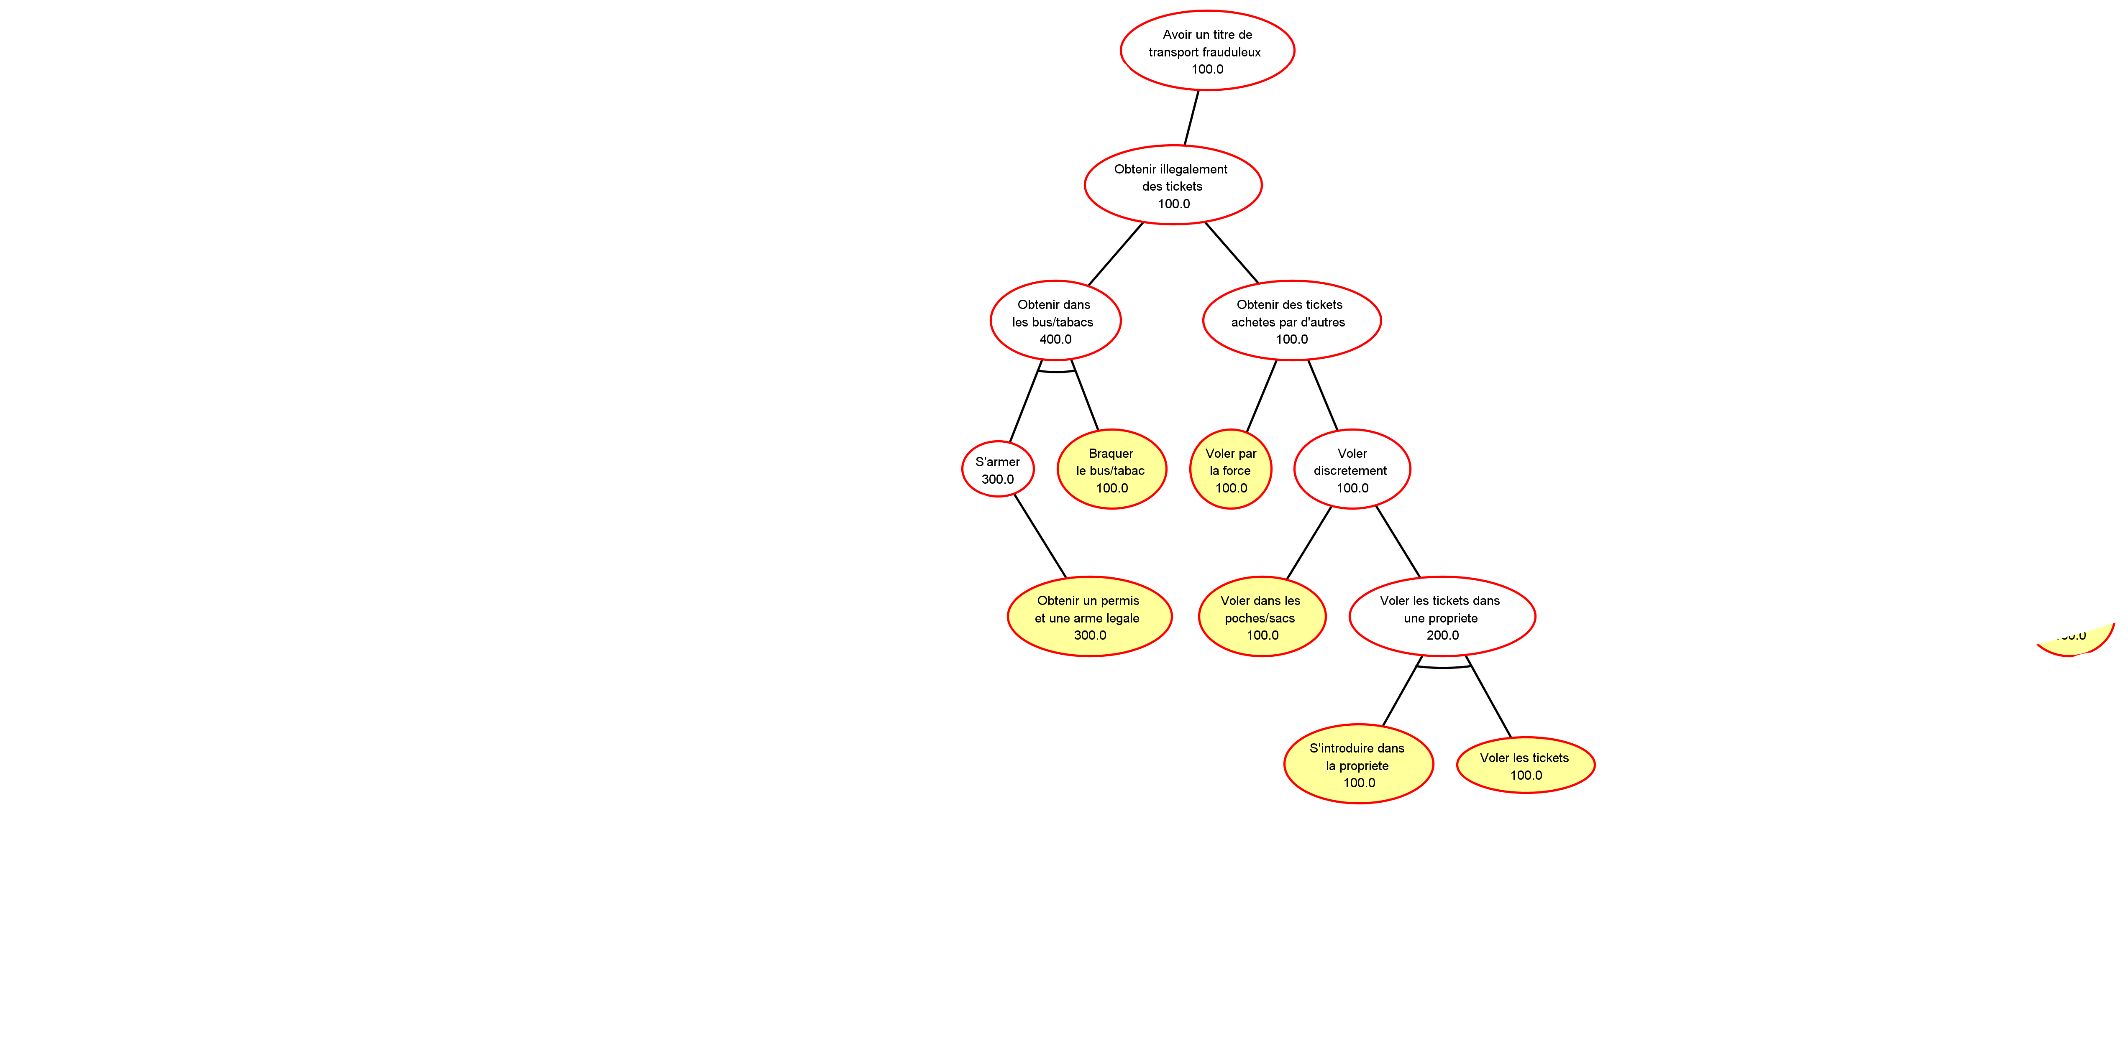 Avoir un titre de
transport frauduleux
100.0
Obtenir illegalement
des tickets
100.0
Obtenir dans
les bus/tabacs
400.0
Obtenir des tickets
achetes par d'autres
100.0
S'armer
300.0
Braquer
le bus/tabac
100.0
Voler par
la force
100.0
Voler
discretement
100.0
Obtenir un permis
et une arme legale
300.0
Voler dans les
poches/sacs
100.0
Voler les tickets dans
une propriete
200.0
S'introduire dans
la propriete
100.0
Voler les tickets
100.0